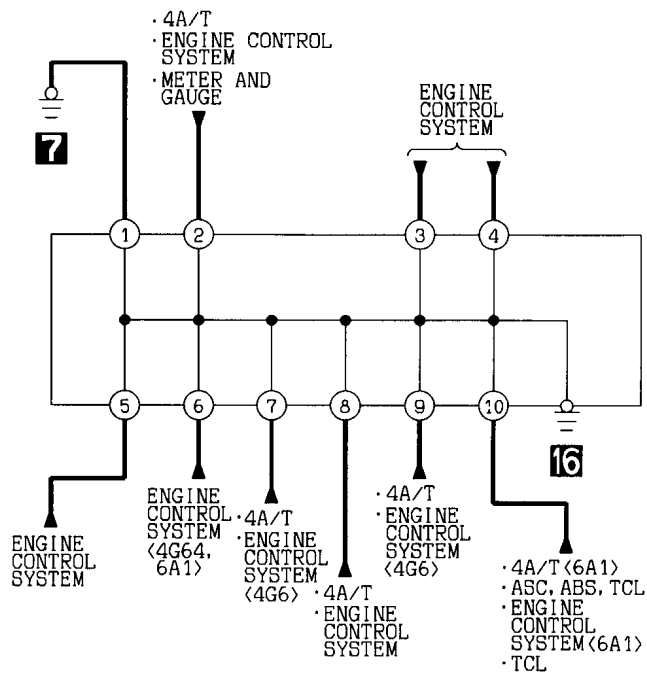 ·4A/T
·ENGINE CONTROL
SYSTEM
·METER AND
GAUGE
ENGINE
CONTROL
SYSTEM
7
1
2
3
4
5
6
7
8
9
10
16
ENGINE
CONTROL
SYSTEM
ENGINE
CONTROL
SYSTEM
<4G64,
6A1>
·4A/T
·ENGINE
CONTROL
SYSTEM
<4G6>
·4A/T
·ENGINE
CONTROL
SYSTEM
·4A/T
·ENGINE
CONTROL
SYSTEM
<4G6>
·4A/T<6A1>
·ASC, ABS, TCL
·ENGINE
CONTROL
SYSTEM<6A1>
·TCL